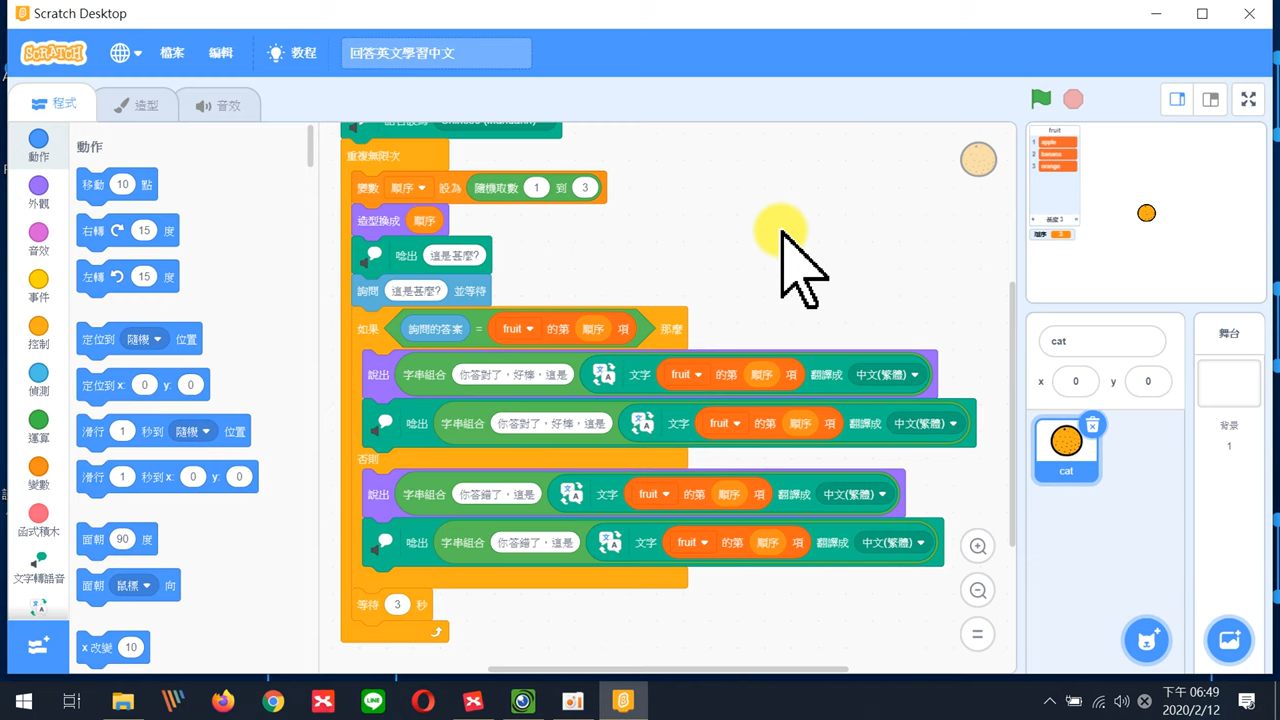 Scratch Desktop
SCRATCH 檔案 編輯 教程 回答英文學習中文
程式 造型 音效
動作
外觀
音效
事件
控制
偵測
運算
變數
函式積木
文字轉語音
動作
移動 10 點
右轉 15 度
左轉 15 度
定位到 隨機 位置
定位到 x: 0 y: 0
滑行 1 秒到 隨機 位置
滑行 1 秒到 x: 0 y: 0
面朝 90 度
面朝 鼠標 向
x 改變 10
重複無限次
變數 順序 設為 隨機取數 1 到 3
造型換成 順序
唸出 這是甚麼?
詢問 這是甚麼? 並等待
如果 詢問的答案 = fruit 的第 順序 項 那麼
說出 字串組合 你答對了，好棒，這是 文字 fruit 的第 順序 項 翻譯成 中文(繁體)
唸出 字串組合 你答對了，好棒，這是 文字 fruit 的第 順序 項 翻譯成 中文(繁體)
否則
說出 字串組合 你答錯了，這是 文字 fruit 的第 順序 項 翻譯成 中文(繁體)
唸出 字串組合 你答錯了，這是 文字 fruit 的第 順序 項 翻譯成 中文(繁體)
等待 3 秒
fruit
1 apple
2 banana
3 orange
+ 長度 3 =
順序 3
cat
x 0 y 0
cat
舞台
背景
1
下午 06:49
2020/2/12